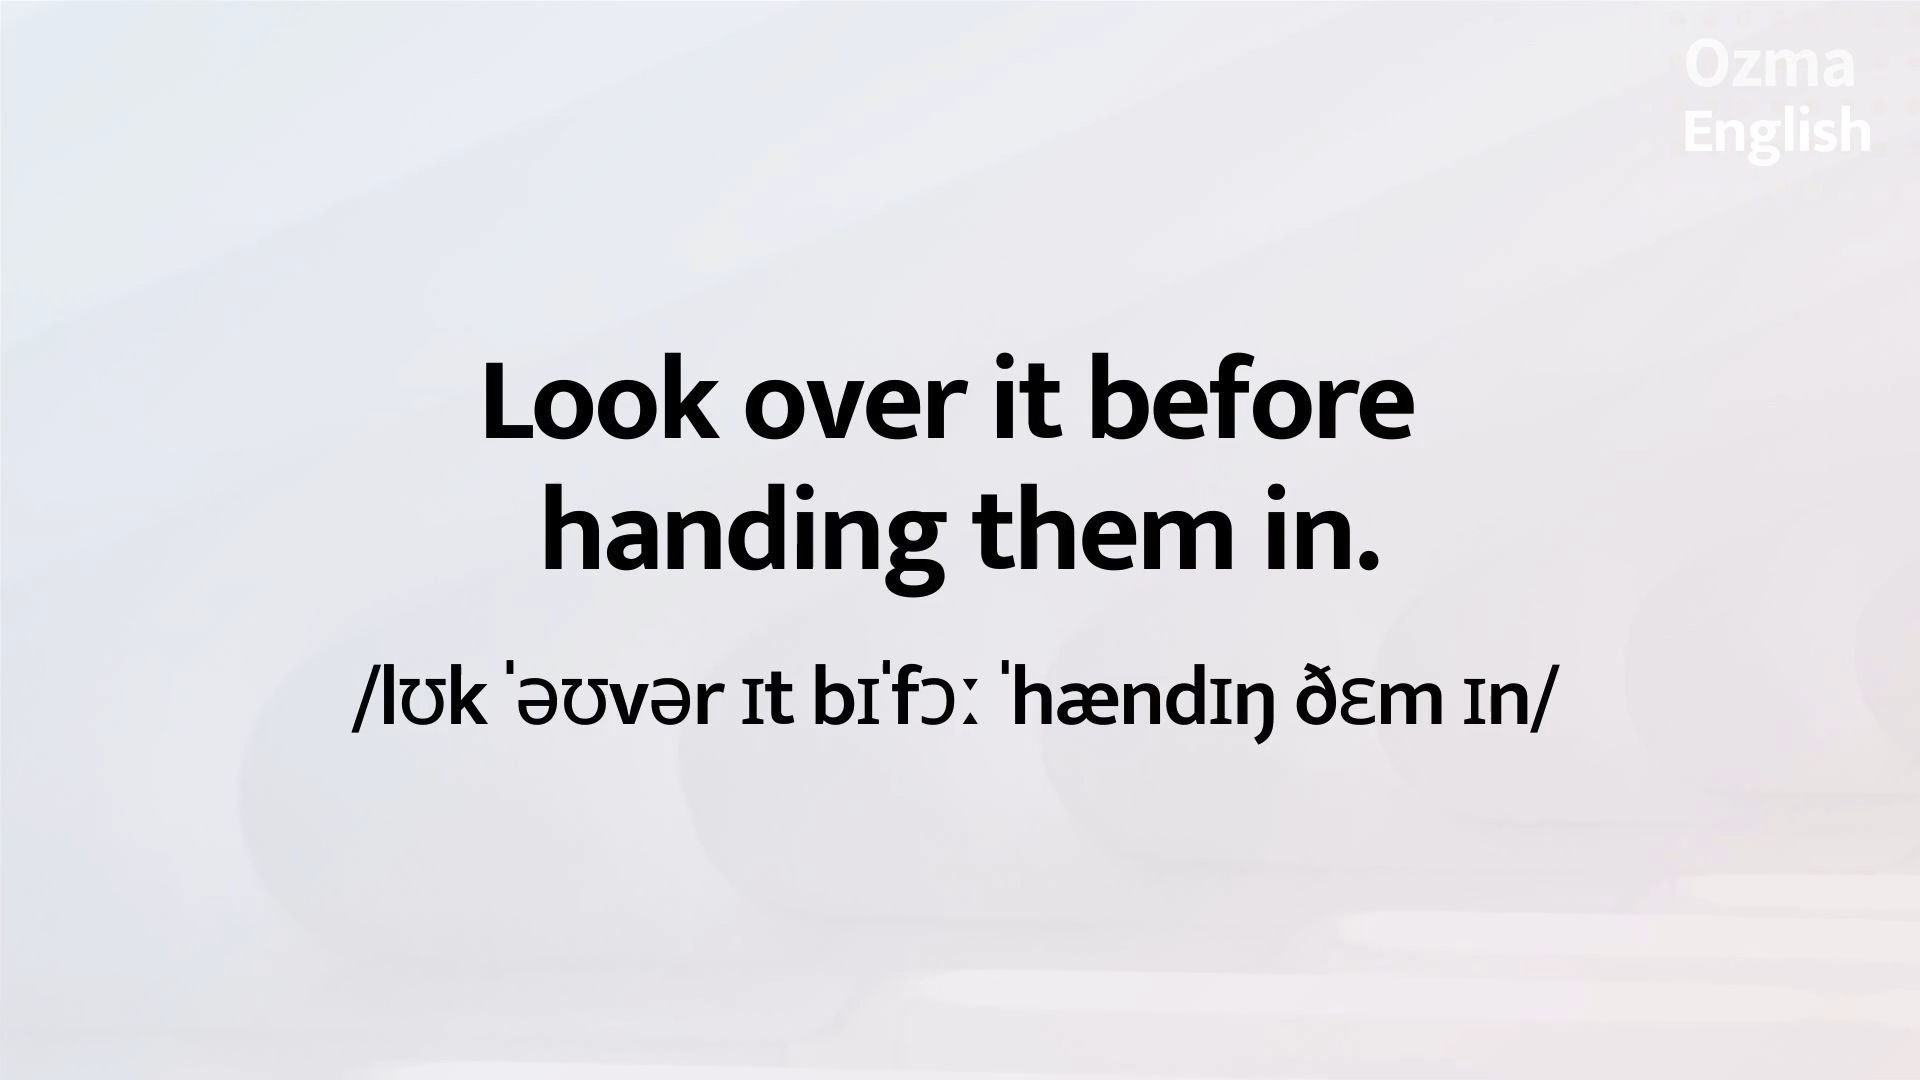 Ozma
English
Look over it before
handing them in.
/lʊk ˈəʊvər ɪt bɪˈfɔː ˈhændɪŋ ðɛm ɪn/